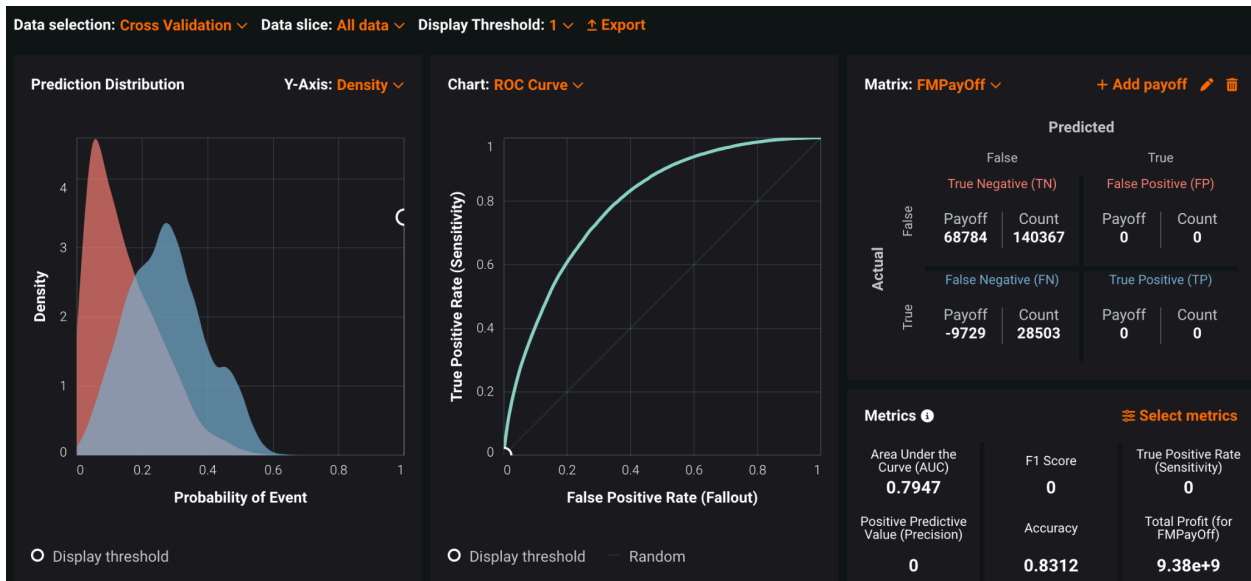 Data selection: Cross Validation Data slice: All data Display Threshold: 1 Export
Prediction Distribution Y-Axis: Density
4
3
2
1
0
Density
0 0.2 0.4 0.6 0.8 1
Probability of Event
Display threshold
Chart: ROC Curve
1
0.8
0.6
0.4
0.2
0
True Positive Rate (Sensitivity)
0 0.2 0.4 0.6 0.8 1
False Positive Rate (Fallout)
Display threshold Random
Matrix: FMPayOff + Add payoff
Predicted
False True
Actual
False
True Negative (TN) False Positive (FP)
Payoff Count Payoff Count
68784 140367 0 0
True
False Negative (FN) True Positive (TP)
Payoff Count Payoff Count
-9729 28503 0 0
Metrics i Select metrics
Area Under the
Curve (AUC)
0.7947
F1 Score
0
True Positive Rate
(Sensitivity)
0
Positive Predictive
Value (Precision)
0
Accuracy
0.8312
Total Profit (for
FMPayOff)
9.38e+9